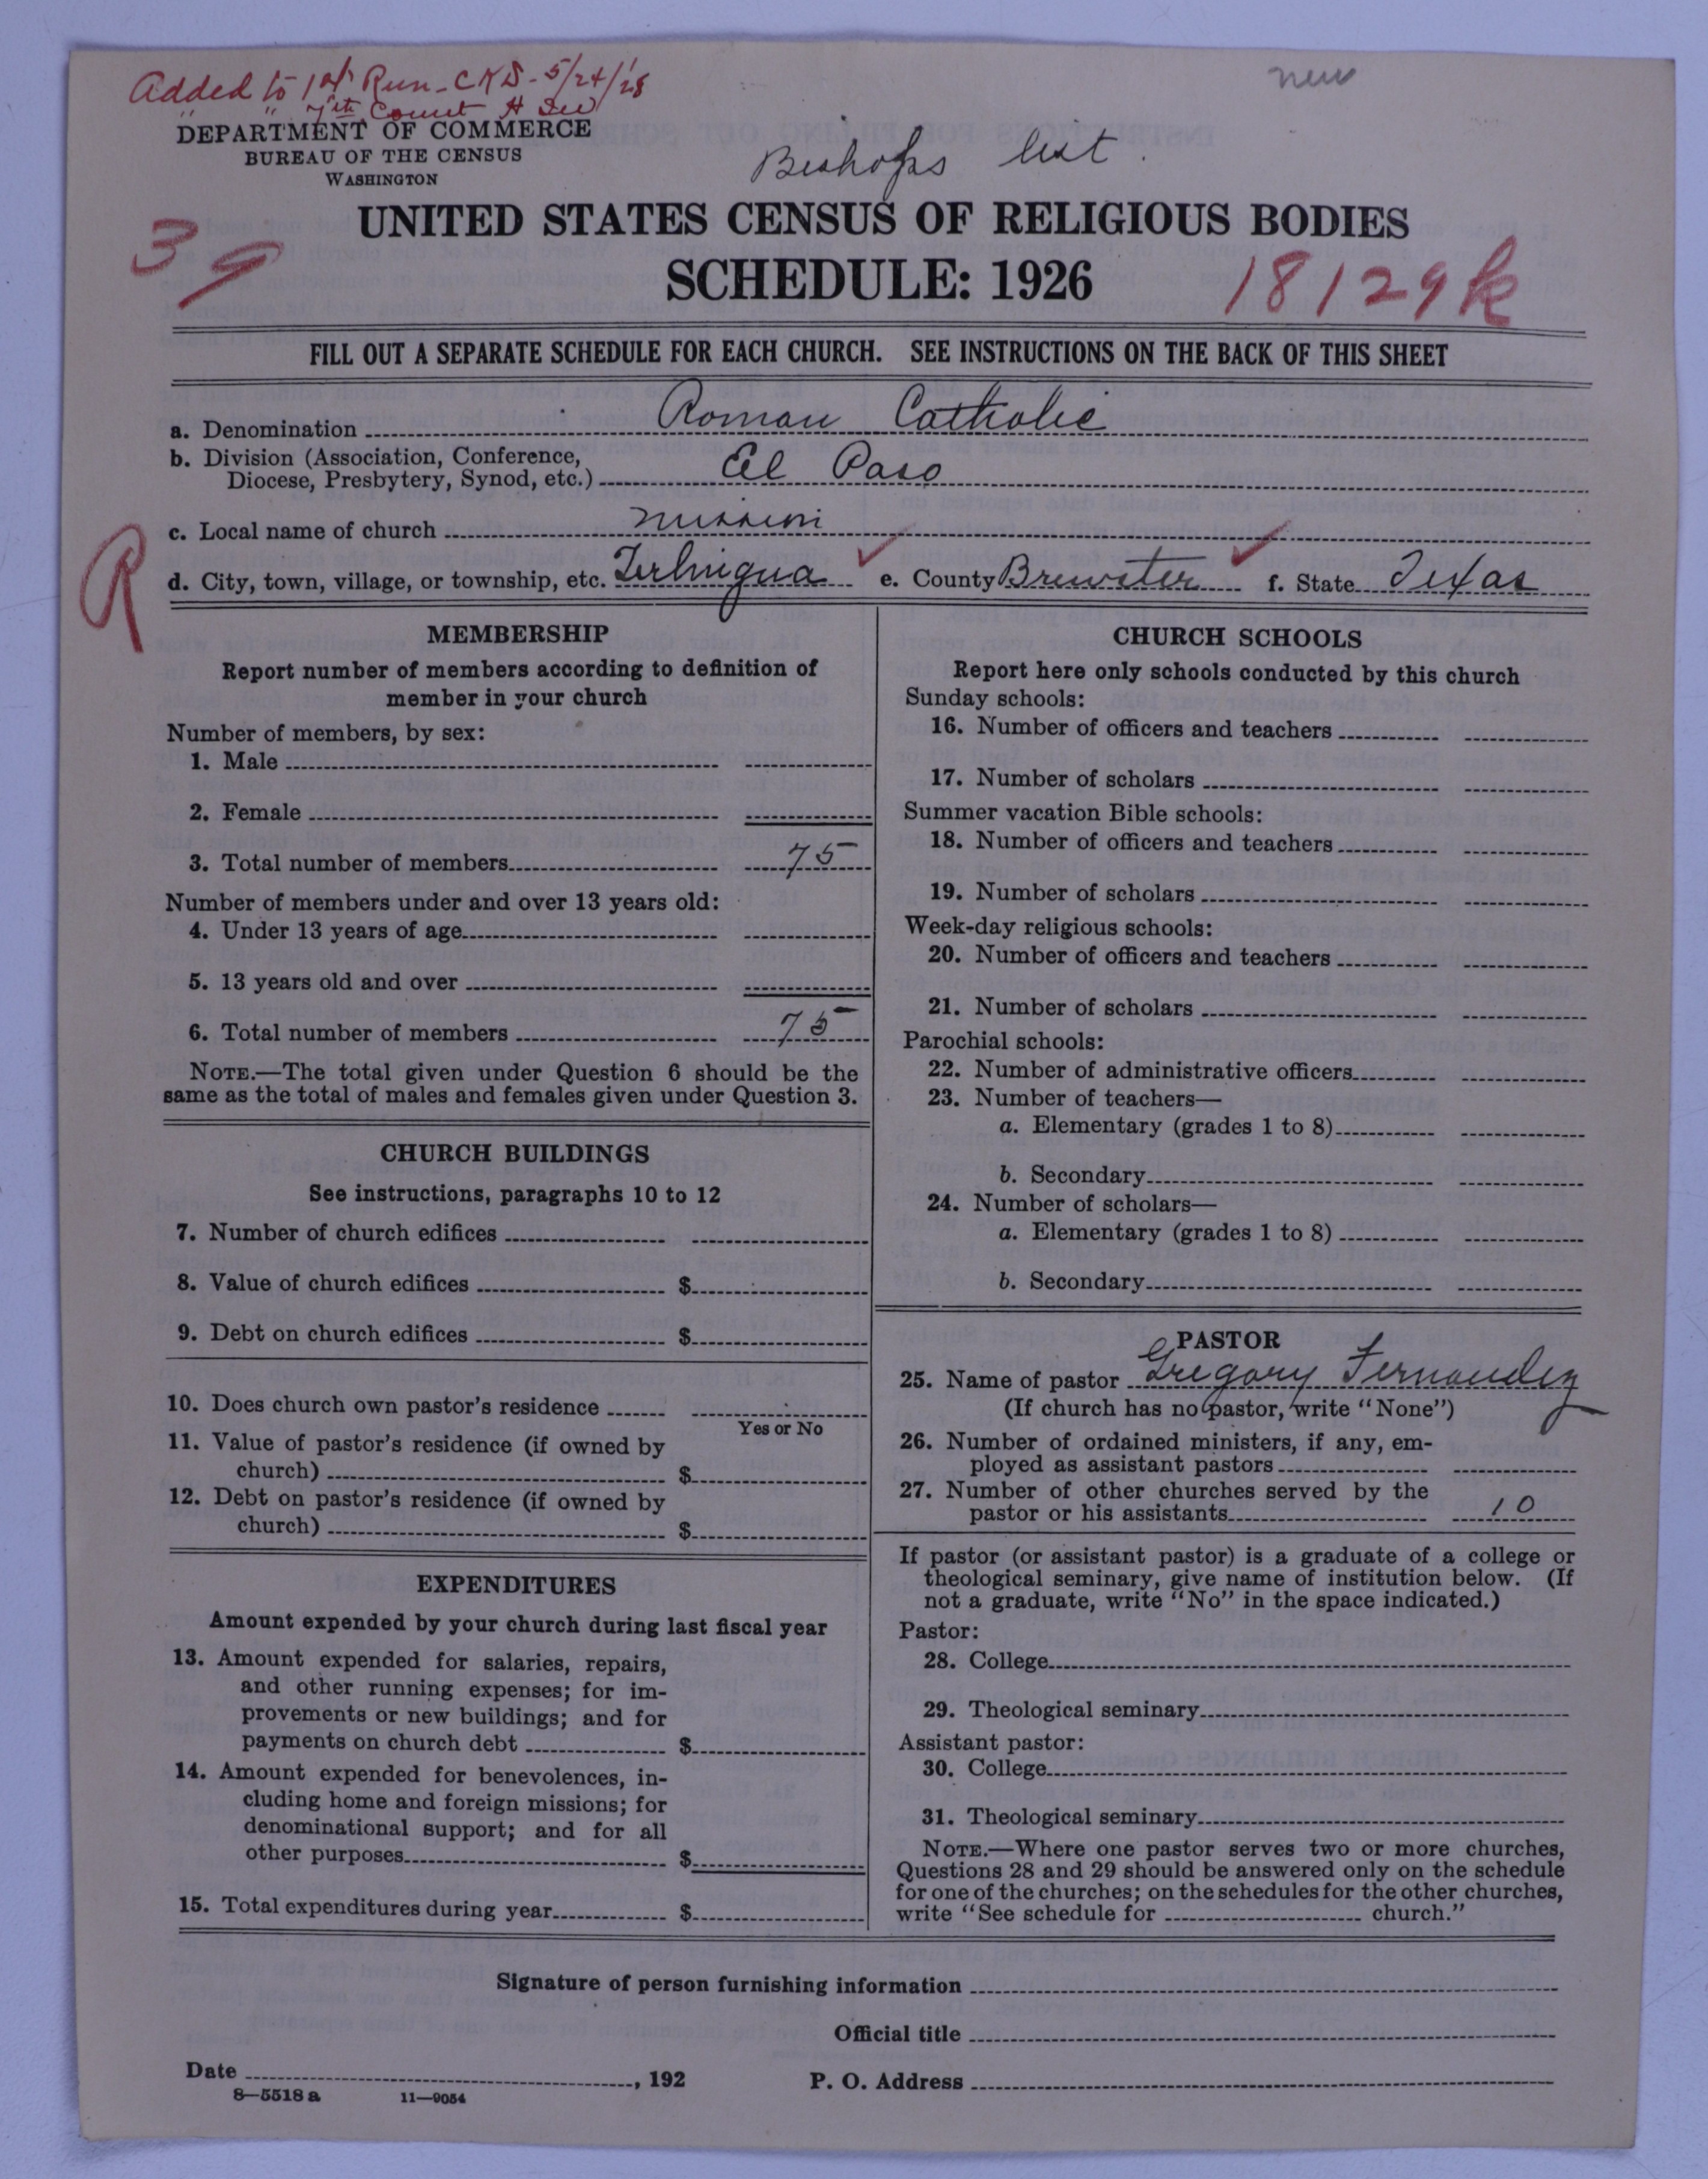 new
Added to 1st Run - CKD - 5/24/'28
" " 7th Count H
DEPARTMENT OF COMMERCE
BUREAU OF THE CENSUS
WASHINGTON
Bishops list.
UNITED STATES CENSUS OF RELIGIOUS BODIES
39
SCHEDULE: 1926
18129k
FILL OUT A SEPARATE SCHEDULE FOR EACH CHURCH. SEE INSTRUCTIONS ON THE BACK OF THIS SHEET
a. Denomination Roman Catholic
b. Division (Association, Conference,
Diocese, Presbytery, Synod, etc.) El Paso
c. Local name of church mission
R
d. City, town, village, or township, etc. Terlingua e. County Brewster f. State Texas
MEMBERSHIP
Report number of members according to definition of
member in your church
Number of members, by sex:
1. Male
2. Female
3. Total number of members 75
Number of members under and over 13 years old:
4. Under 13 years of age
5. 13 years old and over
6. Total number of members 75
NOTE.—The total given under Question 6 should be the
same as the total of males and females given under Question 3.
CHURCH BUILDINGS
See instructions, paragraphs 10 to 12
7. Number of church edifices
8. Value of church edifices $
9. Debt on church edifices $
10. Does church own pastor's residence
Yes or No
11. Value of pastor's residence (if owned by
church) $
12. Debt on pastor's residence (if owned by
church) $
EXPENDITURES
Amount expended by your church during last fiscal year
13. Amount expended for salaries, repairs,
and other running expenses; for im-
provements or new buildings; and for
payments on church debt $
14. Amount expended for benevolences, in-
cluding home and foreign missions; for
denominational support; and for all
other purposes $
15. Total expenditures during year $
CHURCH SCHOOLS
Report here only schools conducted by this church
Sunday schools:
16. Number of officers and teachers
17. Number of scholars
Summer vacation Bible schools:
18. Number of officers and teachers
19. Number of scholars
Week-day religious schools:
20. Number of officers and teachers
21. Number of scholars
Parochial schools:
22. Number of administrative officers
23. Number of teachers—
a. Elementary (grades 1 to 8)
b. Secondary
24. Number of scholars—
a. Elementary (grades 1 to 8)
b. Secondary
PASTOR
25. Name of pastor Gregory Fernandez
(If church has no pastor, write "None")
26. Number of ordained ministers, if any, em-
ployed as assistant pastors
27. Number of other churches served by the
pastor or his assistants 10
If pastor (or assistant pastor) is a graduate of a college or
theological seminary, give name of institution below. (If
not a graduate, write "No" in the space indicated.)
Pastor:
28. College
29. Theological seminary
Assistant pastor:
30. College
31. Theological seminary
NOTE.—Where one pastor serves two or more churches,
Questions 28 and 29 should be answered only on the schedule
for one of the churches; on the schedules for the other churches,
write "See schedule for church."
Signature of person furnishing information
Official title
Date , 192
P. O. Address
8—5518 a 11—9054